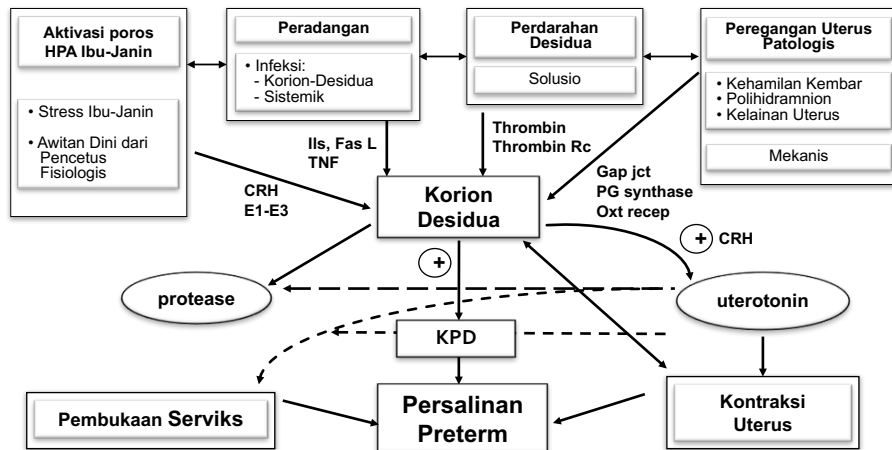 Aktivasi poros
HPA Ibu-Janin
• Stress Ibu-Janin
• Awitan Dini dari
Pencetus
Fisiologis
Peradangan
• Infeksi:
- Korion-Desidua
- Sistemik
Perdarahan
Desidua
Solusio
Peregangan Uterus
Patologis
• Kehamilan Kembar
• Polihidramnion
• Kelainan Uterus
Mekanis
CRH
E1-E3
Ils, Fas L
TNF
Thrombin
Thrombin Rc
Gap jct
PG synthase
Oxt recep
Korion
Desidua
+ CRH
+
protease
uterotonin
KPD
Pembukaan Serviks
Persalinan
Preterm
Kontraksi
Uterus